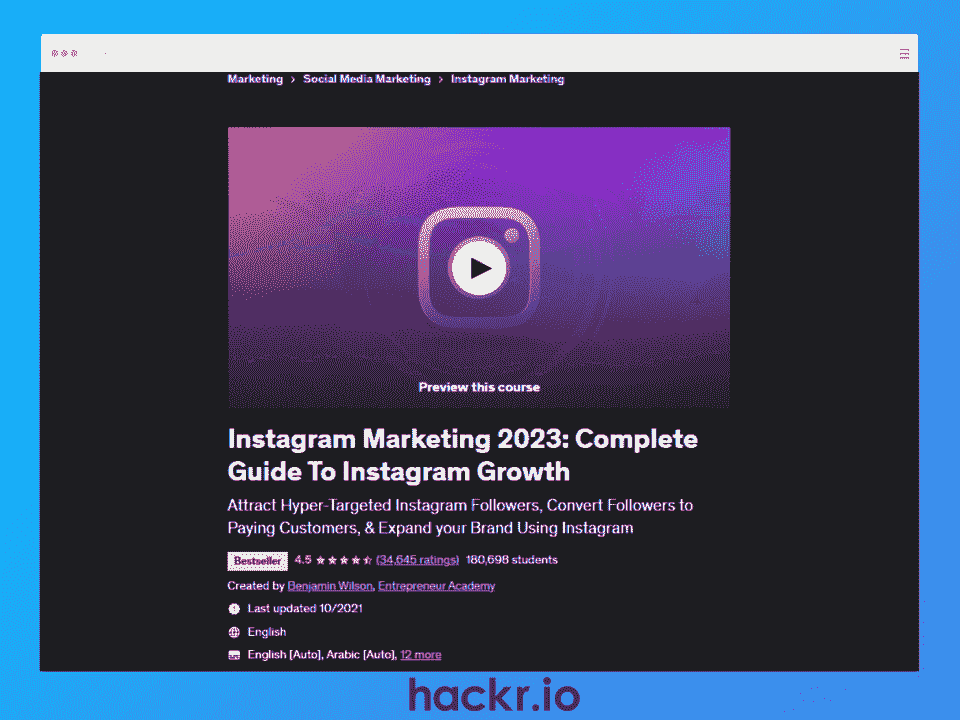 Marketing > Social Media Marketing > Instagram Marketing
Preview this course
Instagram Marketing 2023: Complete
Guide To Instagram Growth
Attract Hyper-Targeted Instagram Followers, Convert Followers to
Paying Customers, & Expand your Brand Using Instagram
Bestseller 4.5 (34,645 ratings) 180,698 students
Created by Benjamin Wilson, Entrepreneur Academy
Last updated 10/2021
English
English [Auto], Arabic [Auto], 12 more
hackr.io